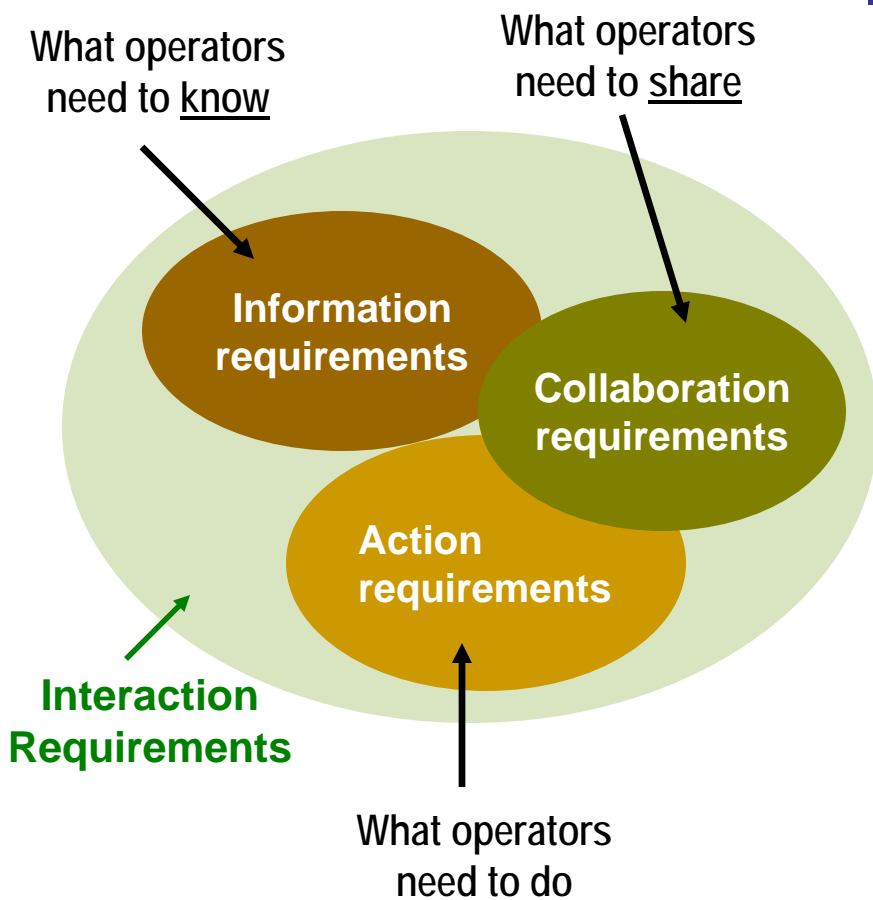 What operators
need to know
What operators
need to share
Information
requirements
Collaboration
requirements
Action
requirements
Interaction
Requirements
What operators
need to do